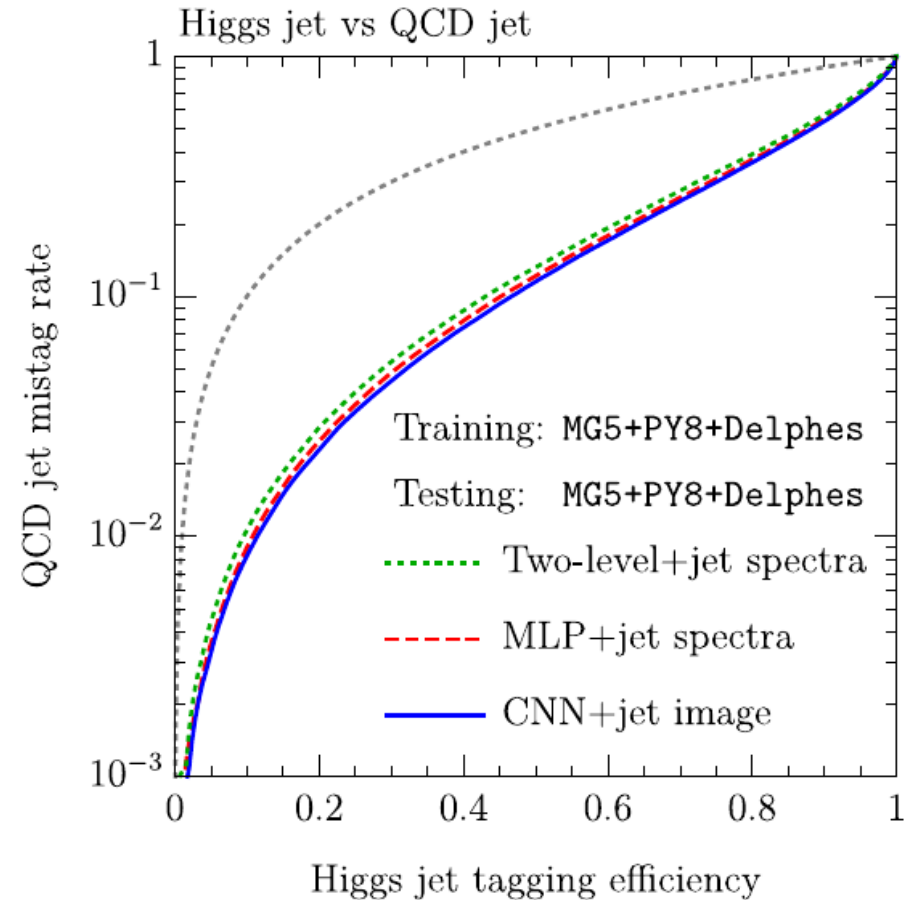 Higgs jet vs QCD jet
1
10⁻¹
10⁻²
10⁻³
QCD jet mistag rate
Training: MG5+PY8+Delphes
Testing: MG5+PY8+Delphes
Two-level+jet spectra
MLP+jet spectra
CNN+jet image
0 0.2 0.4 0.6 0.8 1
Higgs jet tagging efficiency